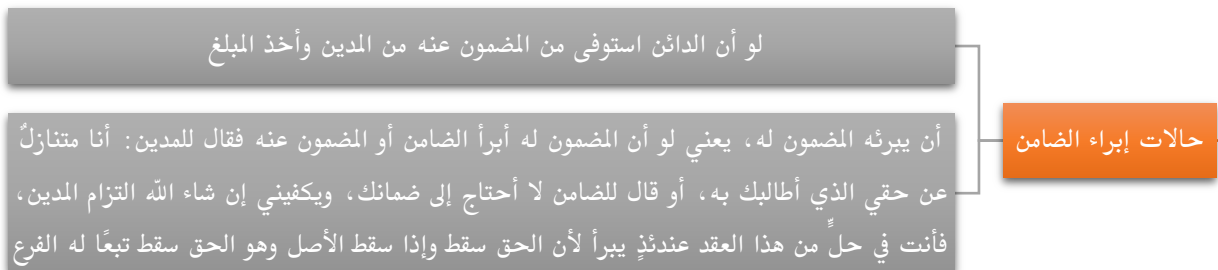 حالات إبراء الضامن
لو أن الدائن استوفى من المضمون عنه من المدين وأخذ المبلغ
أن يبرئه المضمون له، يعني لو أن المضمون له أبرأ الضامن أو المضمون عنه فقال للمدين: أنا متنازلٌ
عن حقي الذي أطالبك به، أو قال للضامن لا أحتاج إلى ضمانك، ويكفيني إن شاء الله التزام المدين،
فأنت في حلٍّ من هذا العقد عندئذٍ يبرأ لأن الحق سقط وإذا سقط الأصل وهو الحق سقط تبعًا له الفرع